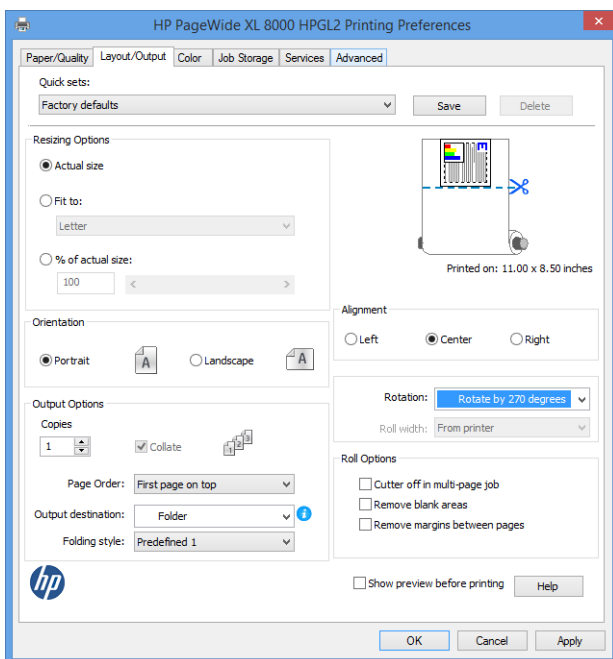 HP PageWide XL 8000 HPGL2 Printing Preferences
Paper/Quality Layout/Output Color Job Storage Services Advanced
Quick sets:
Factory defaults Save Delete
Resizing Options
Actual size
Fit to:
Letter
% of actual size:
100
Printed on: 11.00 x 8.50 inches
Orientation
Portrait A Landscape A
Alignment
Left Center Right
Rotation: Rotate by 270 degrees
Roll width: From printer
Output Options
Copies
1 Collate 1 2 3
Page Order: First page on top
Output destination: Folder i
Folding style: Predefined 1
Roll Options
Cutter off in multi-page job
Remove blank areas
Remove margins between pages
hp
Show preview before printing Help
OK Cancel Apply